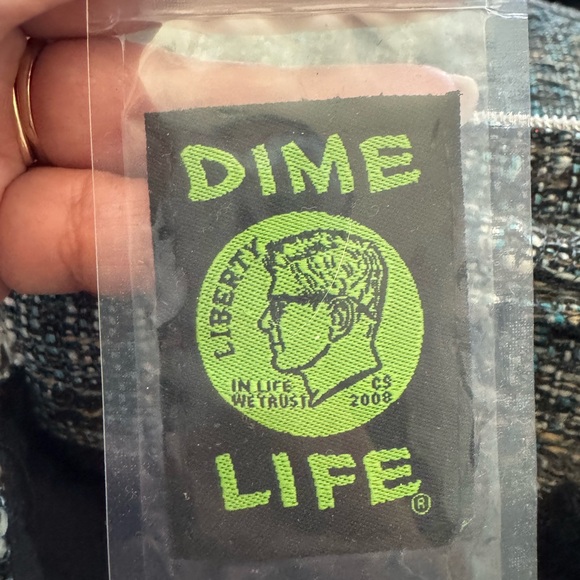 DIME
LIBERTY
IN LIFE
WE TRUST
CS
2008
LIFE®